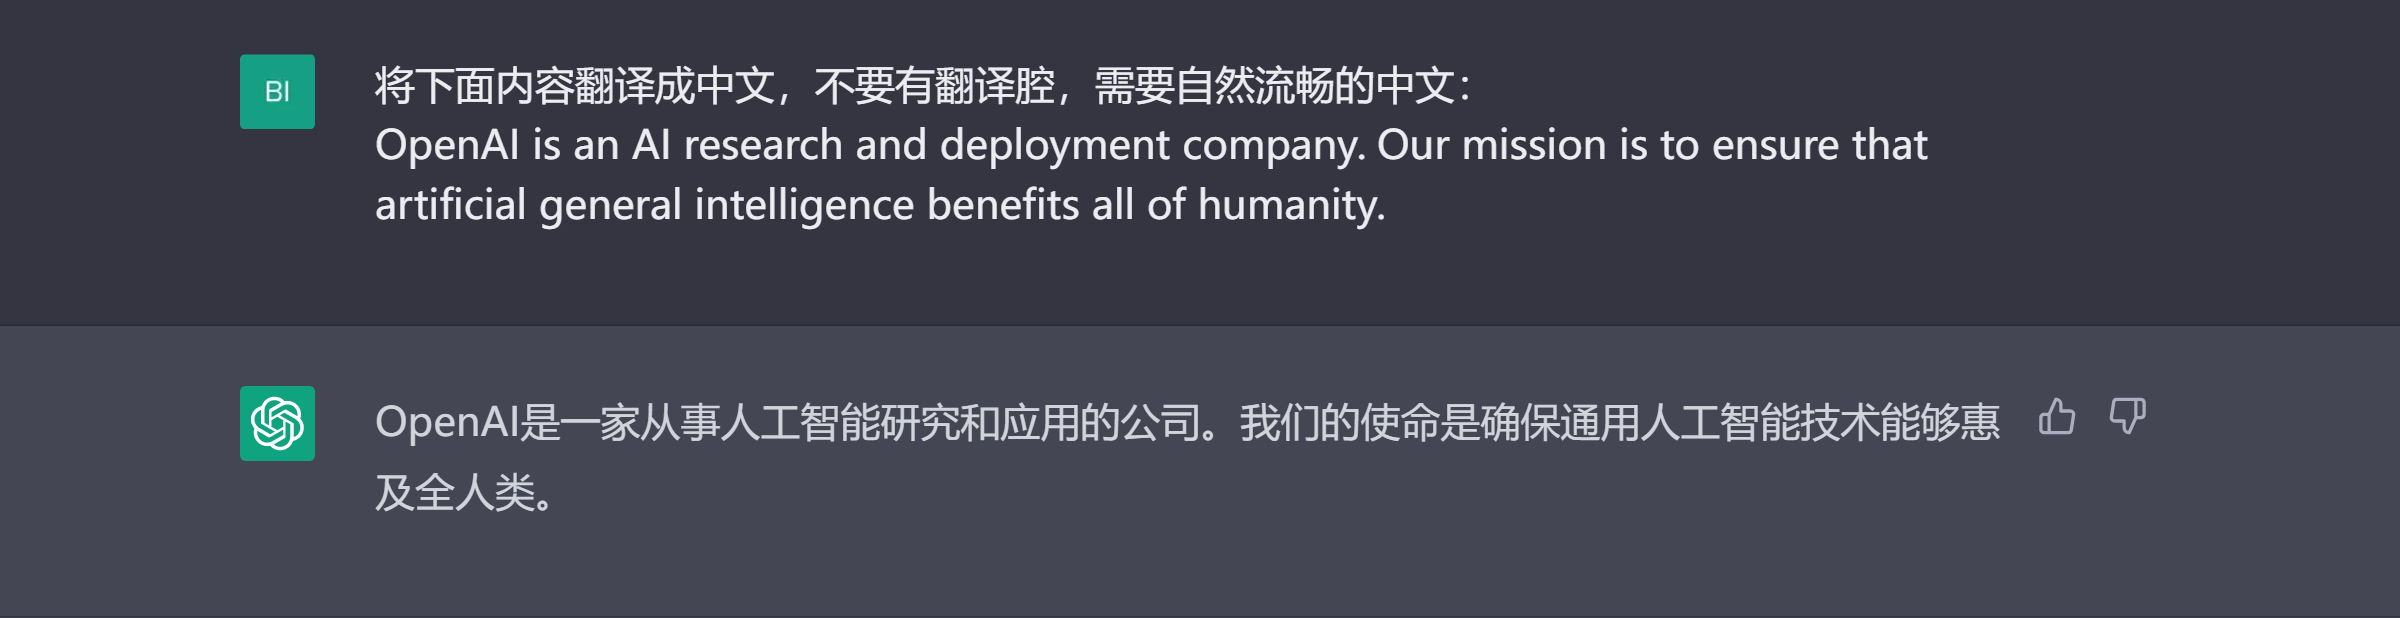 BI
将下面内容翻译成中文，不要有翻译腔，需要自然流畅的中文：
OpenAI is an AI research and deployment company. Our mission is to ensure that
artificial general intelligence benefits all of humanity.
OpenAI是一家从事人工智能研究和应用的公司。我们的使命是确保通用人工智能技术能够惠
及全人类。